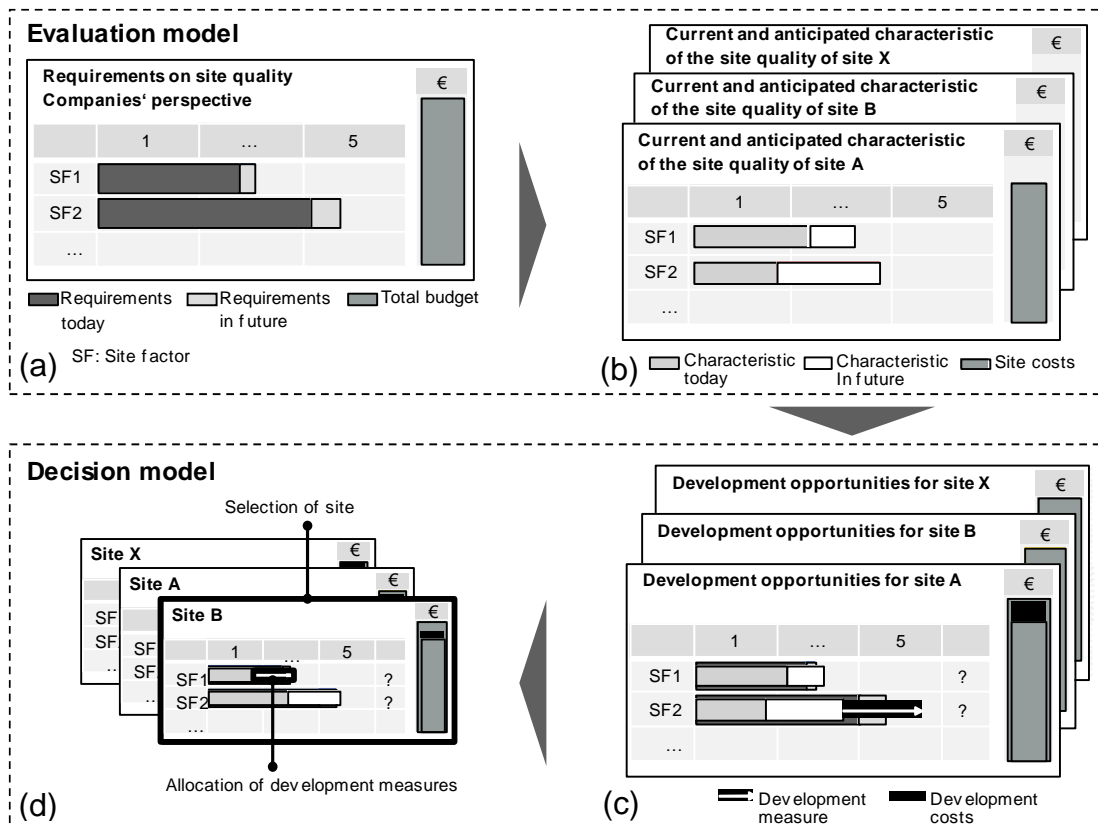 Evaluation model
Requirements on site quality
Companies‘ perspective
€
1 … 5
SF1
SF2
…
Requirements today
Requirements in future
Total budget
SF: Site factor
(a)
Current and anticipated characteristic
of the site quality of site X
€
Current and anticipated characteristic
of the site quality of site B
€
Current and anticipated characteristic
of the site quality of site A
€
1 … 5
SF1
SF2
…
Characteristic today
Characteristic In future
Site costs
(b)
Decision model
Selection of site
Site X
€
SF
SF
…
Site A
€
SF
SF
…
Site B
€
1 … 5
SF1 ?
SF2 ?
…
Allocation of development measures
(d)
Development opportunities for site X
€
Development opportunities for site B
€
Development opportunities for site A
€
1 … 5
SF1 ?
SF2 ?
…
Development measure
Development costs
(c)